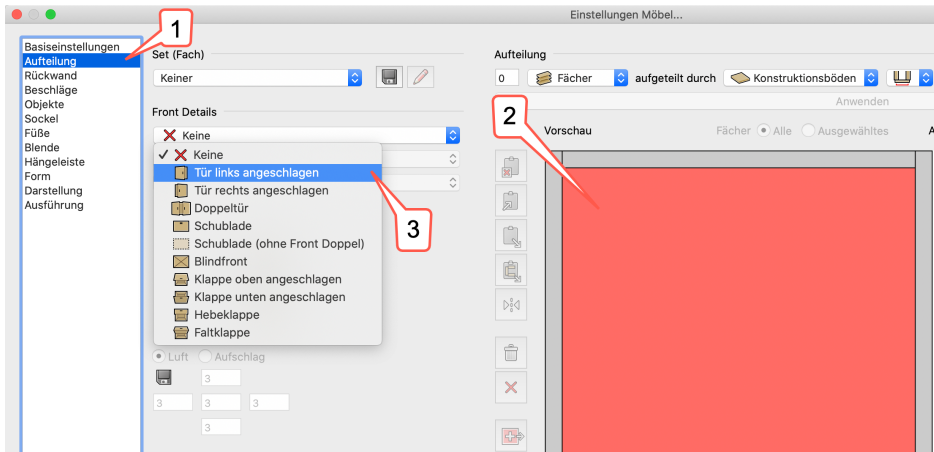 Einstellungen Möbel...
1
Basiseinstellungen
Aufteilung
Rückwand
Beschläge
Objekte
Sockel
Füße
Blende
Hängeleiste
Form
Darstellung
Ausführung
Set (Fach)
Keiner
Front Details
Keine
Keine
Tür links angeschlagen
Tür rechts angeschlagen
Doppeltür
Schublade
Schublade (ohne Front Doppel)
Blindfront
Klappe oben angeschlagen
Klappe unten angeschlagen
Hebeklappe
Faltklappe
3
Luft Aufschlag
3
3 3 3
3
Aufteilung
0 Fächer aufgeteilt durch Konstruktionsböden
Anwenden
2
Vorschau Fächer Alle Ausgewähltes A